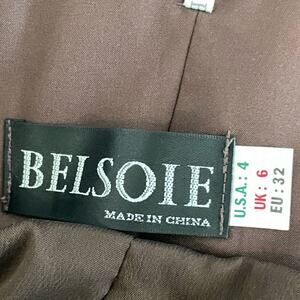 BELSOIE
MADE IN CHINA
U.S.A.: 4
UK: 6
EU: 32